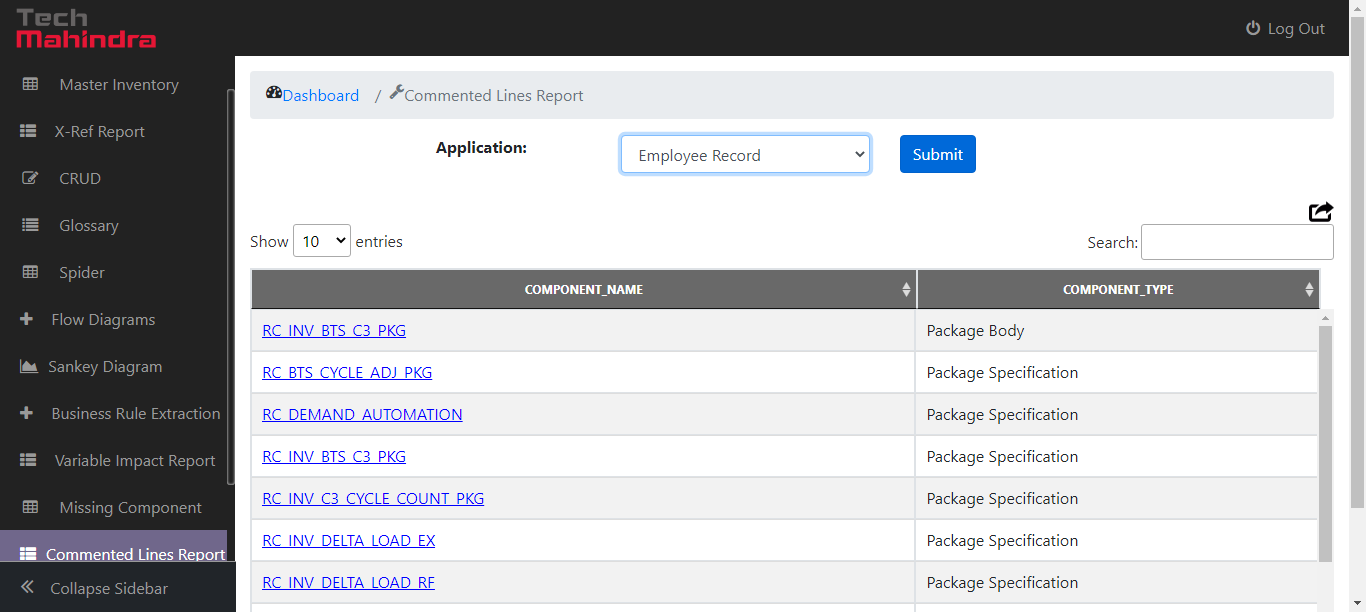 Tech
Mahindra
Log Out
Master Inventory
X-Ref Report
CRUD
Glossary
Spider
Flow Diagrams
Sankey Diagram
Business Rule Extraction
Variable Impact Report
Missing Component
Commented Lines Report
Collapse Sidebar
Dashboard / Commented Lines Report
Application: Employee Record Submit
Show 10 entries
Search:
COMPONENT_NAME COMPONENT_TYPE
RC_INV_BTS_C3_PKG Package Body
RC_BTS_CYCLE_ADJ_PKG Package Specification
RC_DEMAND_AUTOMATION Package Specification
RC_INV_BTS_C3_PKG Package Specification
RC_INV_C3_CYCLE_COUNT_PKG Package Specification
RC_INV_DELTA_LOAD_EX Package Specification
RC_INV_DELTA_LOAD_RF Package Specification